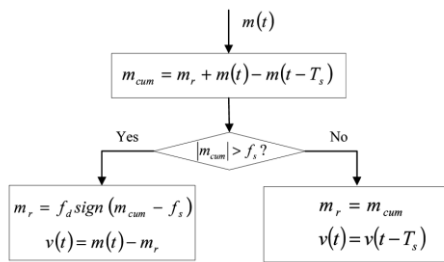 m(t)
m_cum = m_r + m(t) − m(t − T_s)
Yes
|m_cum| > f_s ?
No
m_r = f_d sign (m_cum − f_s)
v(t) = m(t) − m_r
m_r = m_cum
v(t) = v(t − T_s)